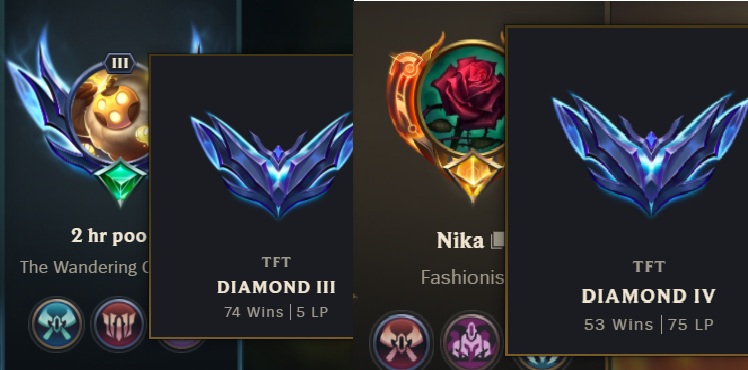 III
2 hr poo
The Wandering
TFT
DIAMOND III
74 Wins | 5 LP
Nika
Fashionis
TFT
DIAMOND IV
53 Wins | 75 LP